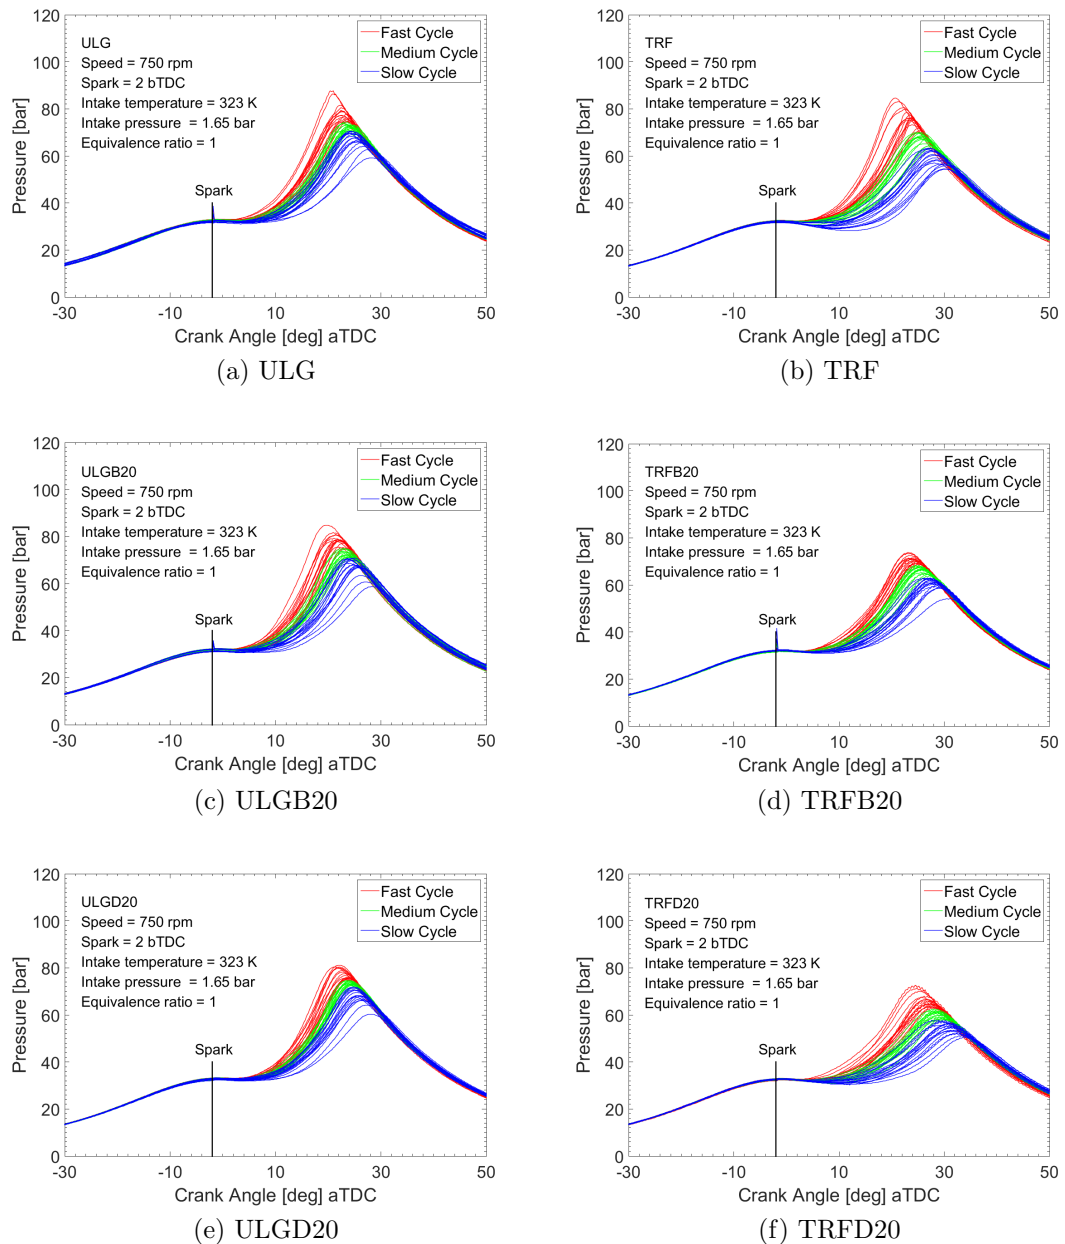 120
100
80
60
40
20
0
Pressure [bar]
ULG
Speed = 750 rpm
Spark = 2 bTDC
Intake temperature = 323 K
Intake pressure = 1.65 bar
Equivalence ratio = 1
Fast Cycle
Medium Cycle
Slow Cycle
Spark
-30 -10 10 30 50
Crank Angle [deg] aTDC
(a) ULG
120
100
80
60
40
20
0
Pressure [bar]
TRF
Speed = 750 rpm
Spark = 2 bTDC
Intake temperature = 323 K
Intake pressure = 1.65 bar
Equivalence ratio = 1
Fast Cycle
Medium Cycle
Slow Cycle
Spark
-30 -10 10 30 50
Crank Angle [deg] aTDC
(b) TRF
120
100
80
60
40
20
0
Pressure [bar]
ULGB20
Speed = 750 rpm
Spark = 2 bTDC
Intake temperature = 323 K
Intake pressure = 1.65 bar
Equivalence ratio = 1
Fast Cycle
Medium Cycle
Slow Cycle
Spark
-30 -10 10 30 50
Crank Angle [deg] aTDC
(c) ULGB20
120
100
80
60
40
20
0
Pressure [bar]
TRFB20
Speed = 750 rpm
Spark = 2 bTDC
Intake temperature = 323 K
Intake pressure = 1.65 bar
Equivalence ratio = 1
Fast Cycle
Medium Cycle
Slow Cycle
Spark
-30 -10 10 30 50
Crank Angle [deg] aTDC
(d) TRFB20
120
100
80
60
40
20
0
Pressure [bar]
ULGD20
Speed = 750 rpm
Spark = 2 bTDC
Intake temperature = 323 K
Intake pressure = 1.65 bar
Equivalence ratio = 1
Fast Cycle
Medium Cycle
Slow Cycle
Spark
-30 -10 10 30 50
Crank Angle [deg] aTDC
(e) ULGD20
120
100
80
60
40
20
0
Pressure [bar]
TRFD20
Speed = 750 rpm
Spark = 2 bTDC
Intake temperature = 323 K
Intake pressure = 1.65 bar
Equivalence ratio = 1
Fast Cycle
Medium Cycle
Slow Cycle
Spark
-30 -10 10 30 50
Crank Angle [deg] aTDC
(f) TRFD20